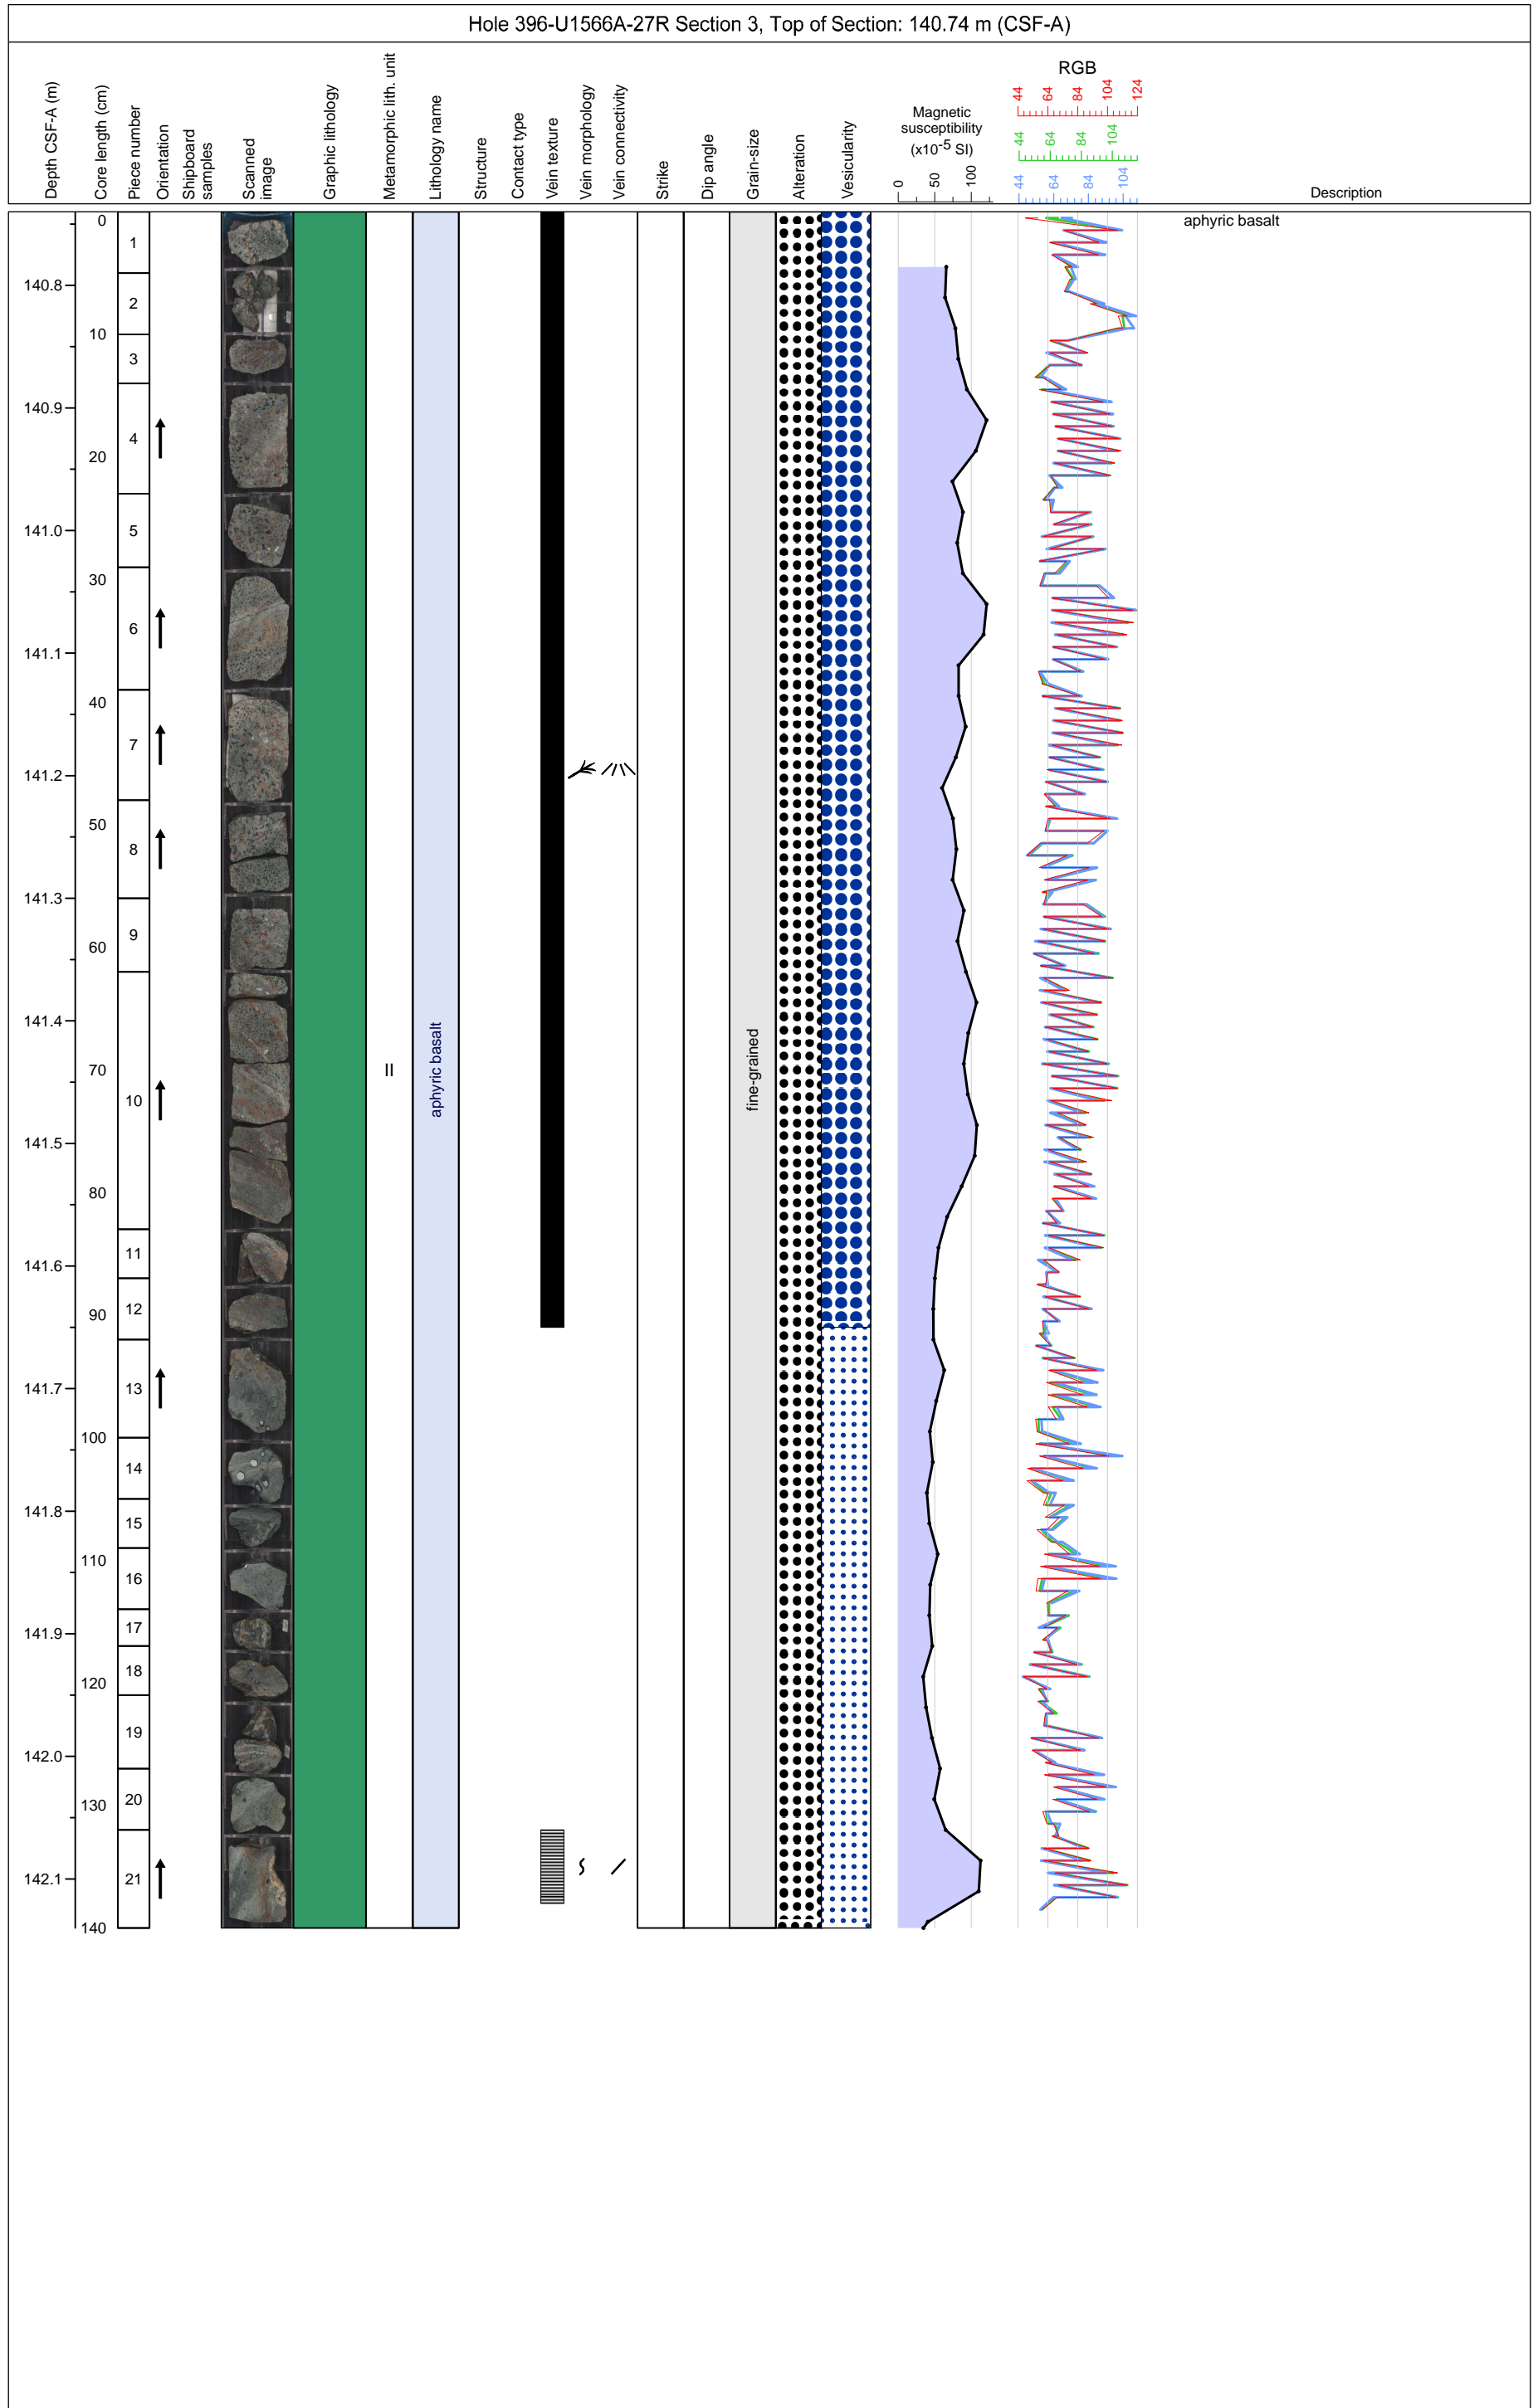 Hole 396-U1566A-27R Section 3, Top of Section: 140.74 m (CSF-A)
Depth CSF-A (m)
Core length (cm)
Piece number
Orientation
Shipboard
samples
Scanned
image
Graphic lithology
Metamorphic lith. unit
Lithology name
Structure
Contact type
Vein texture
Vein morphology
Vein connectivity
Strike
Dip angle
Grain-size
Alteration
Vesicularity
Magnetic
susceptibility
(x10-5 SI)
0 50 100
RGB
44 64 84 104 124
44 64 84 104
44 64 84 104
Description
aphyric basalt
140.8
140.9
141.0
141.1
141.2
141.3
141.4
141.5
141.6
141.7
141.8
141.9
142.0
142.1
0
10
20
30
40
50
60
70
80
90
100
110
120
130
140
1
2
3
4
5
6
7
8
9
10
11
12
13
14
15
16
17
18
19
20
21
II
aphyric basalt
fine-grained